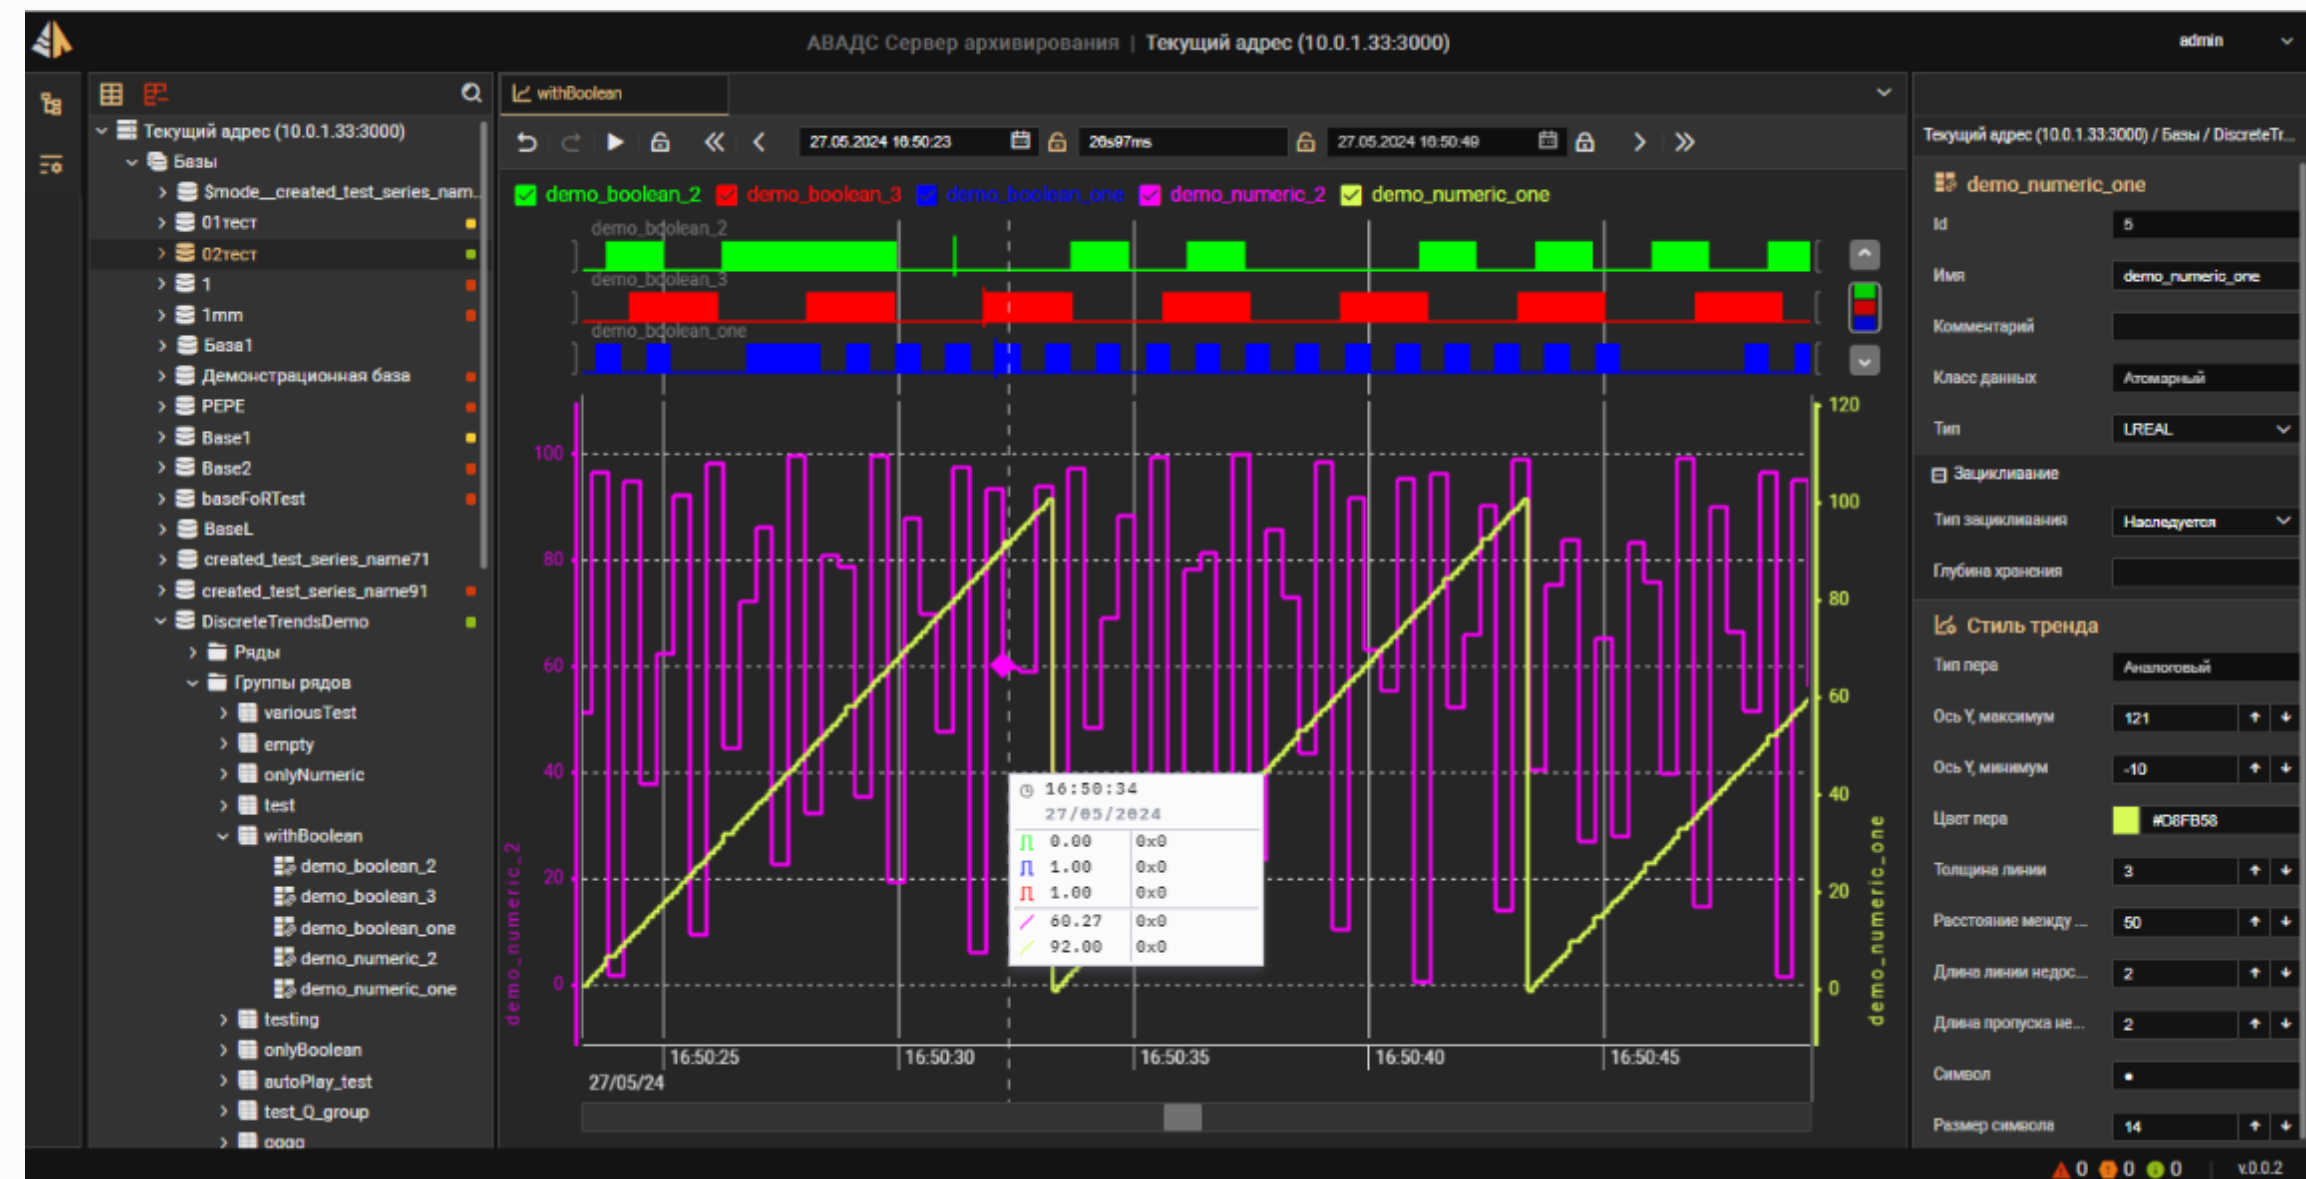 АВАДС Сервер архивирования | Текущий адрес (10.0.1.33:3000)
admin
Текущий адрес (10.0.1.33:3000)
Базы
$mode__created_test_series_nam...
01тест
02тест
1
1mm
База1
Демонстрационная база
PEPE
Base1
Base2
baseFoRTest
BaseL
created_test_series_name71
created_test_series_name91
DiscreteTrendsDemo
Ряды
Группы рядов
variousTest
empty
onlyNumeric
test
withBoolean
demo_boolean_2
demo_boolean_3
demo_boolean_one
demo_numeric_2
demo_numeric_one
testing
onlyBoolean
autoPlay_test
test_Q_group
qqqq
withBoolean
27.05.2024 16:50:23
26s97ms
27.05.2024 16:50:49
demo_boolean_2 demo_boolean_3 demo_boolean_one demo_numeric_2 demo_numeric_one
demo_boolean_2
demo_boolean_3
demo_boolean_one
100
80
60
40
20
0
demo_numeric_2
120
100
80
60
40
20
0
demo_numeric_one
16:50:34
27/05/2024
0.00 0x0
1.00 0x0
1.00 0x0
60.27 0x0
92.00 0x0
16:50:25 16:50:30 16:50:35 16:50:40 16:50:45
27/05/24
Текущий адрес (10.0.1.33:3000) / Базы / DiscreteTr...
demo_numeric_one
Id 5
Имя demo_numeric_one
Комментарий
Класс данных Атомарный
Тип LREAL
Зацикливание
Тип зацикливания Наследуется
Глубина хранения
Стиль тренда
Тип пера Аналоговый
Ось Y, максимум 121
Ось Y, минимум -10
Цвет пера #D8FB58
Толщина линии 3
Расстояние между ... 50
Длина линии недос... 2
Длина пропуска не... 2
Символ •
Размер символа 14
0 0 0 v.0.0.2